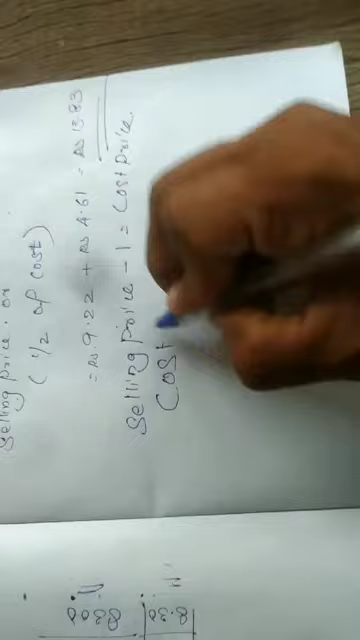 Selling price. on
( 1/2 of cost)
= Rs. 9.22 + Rs 4.61 = Rs 13.83
Selling Price - 1 = Cost Price
Cost